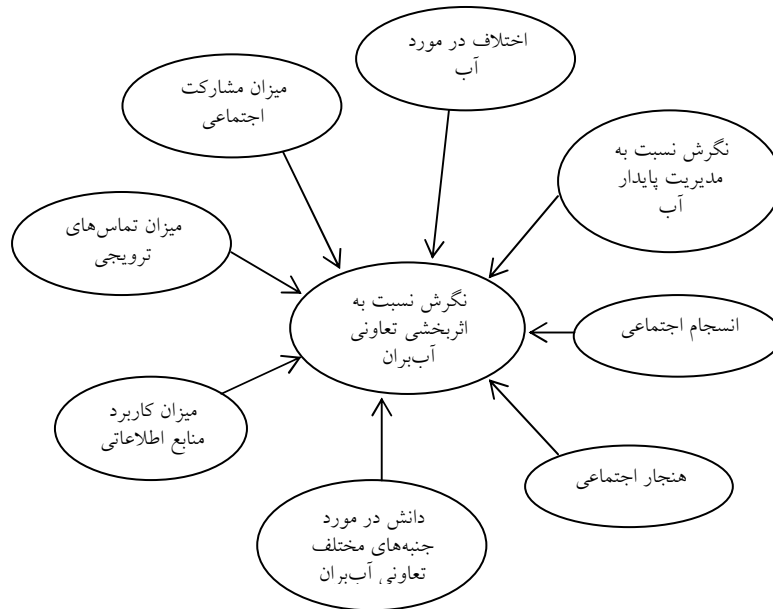 اختلاف در مورد
آب
میزان مشارکت
اجتماعی
نگرش نسبت به
مدیریت پایدار
آب
میزان تماس‌های
ترویجی
نگرش نسبت به
اثربخشی تعاونی
آب‌بران
انسجام اجتماعی
میزان کاربرد
منابع اطلاعاتی
هنجار اجتماعی
دانش در مورد
جنبه‌های مختلف
تعاونی آب‌بران